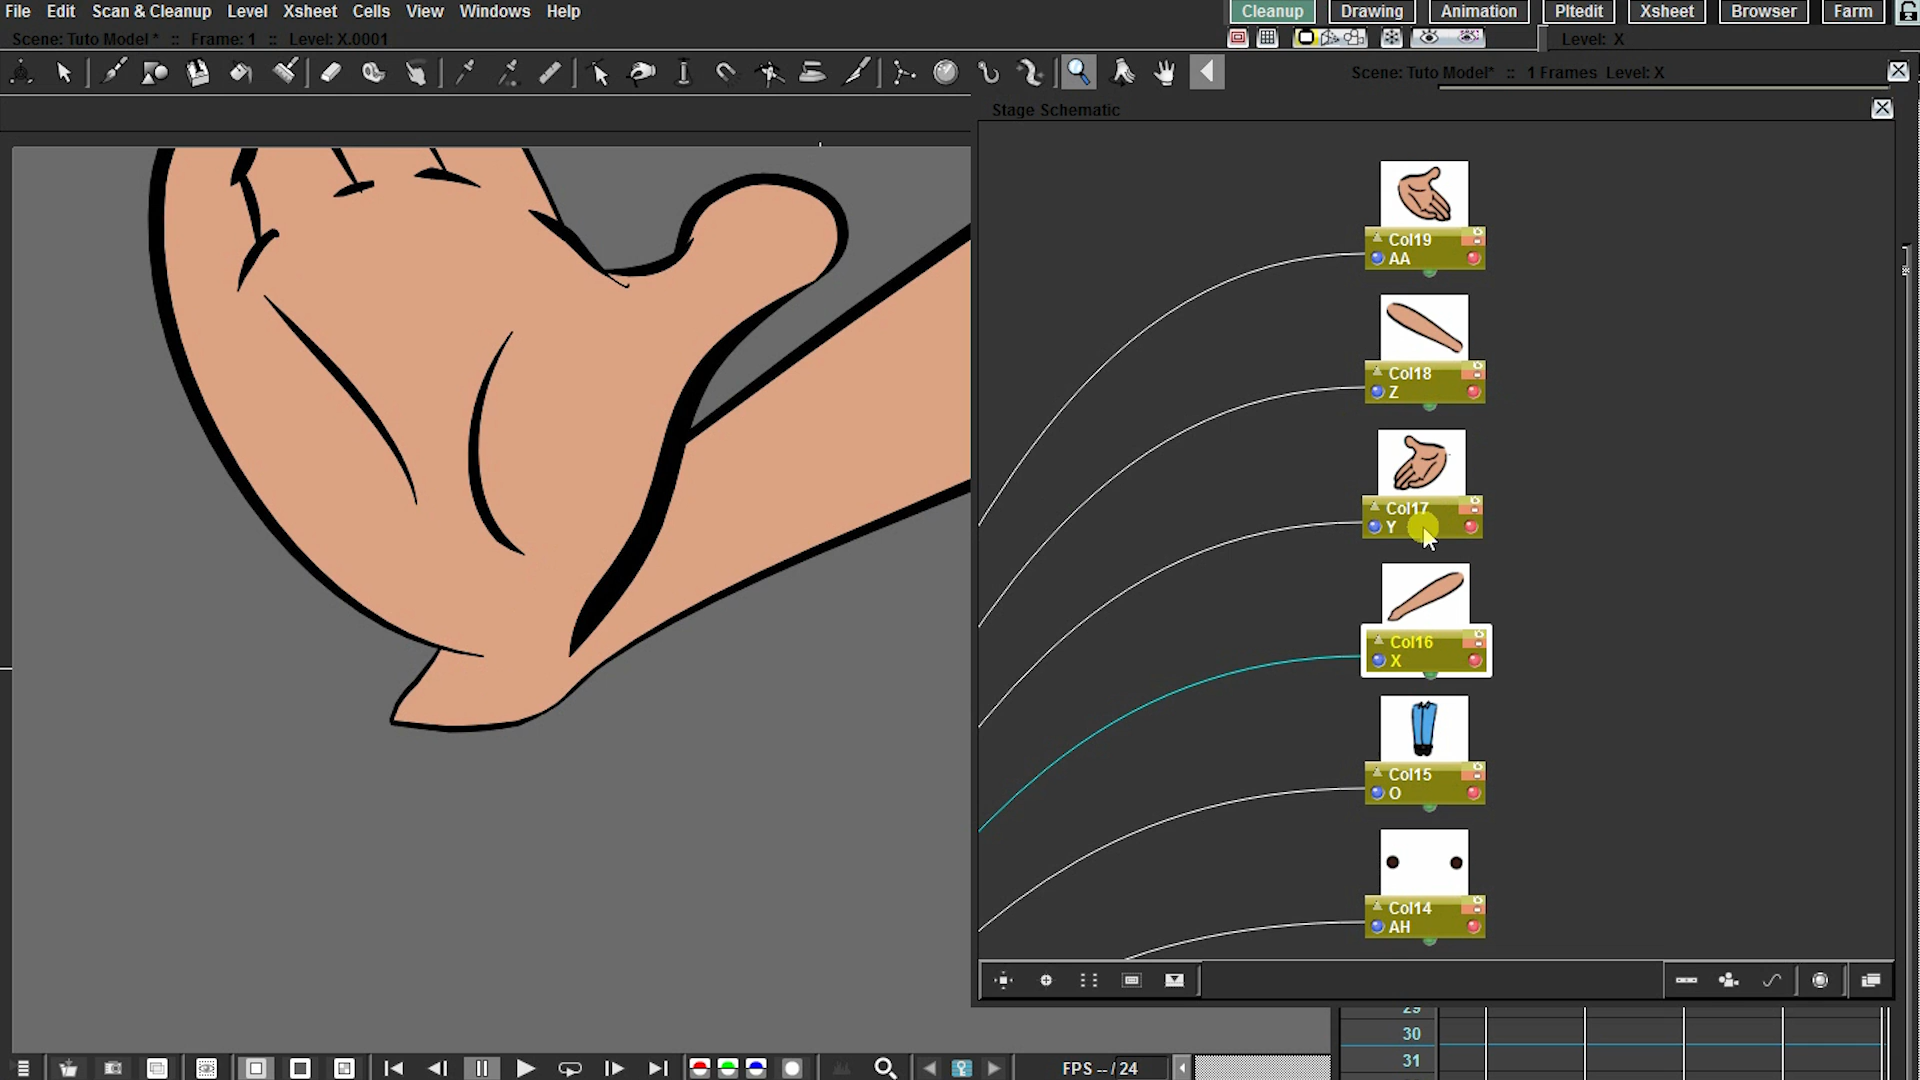 File Edit Scan & Cleanup Level Xsheet Cells View Windows Help
Cleanup Drawing Animation Pltedit Xsheet Browser Farm
Scene: Tuto Model * :: Frame: 1 :: Level: X.0001
Level: X
Scene: Tuto Model* :: 1 Frames Level: X
Stage Schematic
Col19
AA
Col18
Z
Col17
Y
Col16
X
Col15
O
Col14
AH
29
30
31
FPS -- / 24